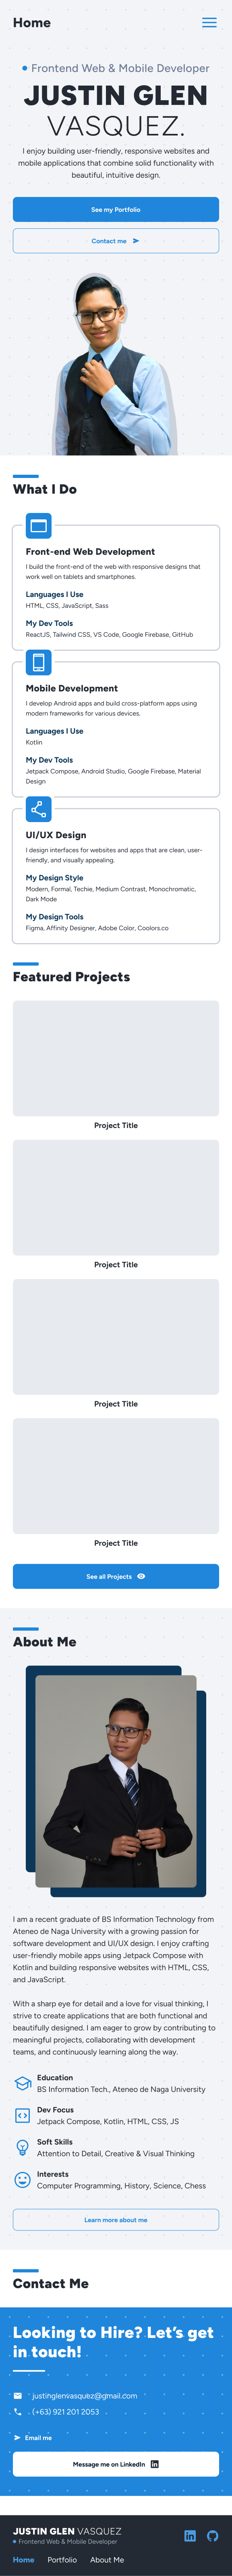 Home
Frontend Web & Mobile Developer
JUSTIN GLEN
VASQUEZ.
I enjoy building user-friendly, responsive websites and
mobile applications that combine solid functionality with
beautiful, intuitive design.
See my Portfolio
Contact me
What I Do
Front-end Web Development
I build the front-end of the web with responsive designs that
work well on tablets and smartphones.
Languages I Use
HTML, CSS, JavaScript, Sass
My Dev Tools
ReactJS, Tailwind CSS, VS Code, Google Firebase, GitHub
Mobile Development
I develop Android apps and build cross-platform apps using
modern frameworks for various devices.
Languages I Use
Kotlin
My Dev Tools
Jetpack Compose, Android Studio, Google Firebase, Material
Design
UI/UX Design
I design interfaces for websites and apps that are clean, user-
friendly, and visually appealing.
My Design Style
Modern, Formal, Techie, Medium Contrast, Monochromatic,
Dark Mode
My Design Tools
Figma, Affinity Designer, Adobe Color, Coolors.co
Featured Projects
Project Title
Project Title
Project Title
Project Title
See all Projects
About Me
I am a recent graduate of BS Information Technology from
Ateneo de Naga University with a growing passion for
software development and UI/UX design. I enjoy crafting
user-friendly mobile apps using Jetpack Compose with
Kotlin and building responsive websites with HTML, CSS,
and JavaScript.
With a sharp eye for detail and a love for visual thinking, I
strive to create applications that are both functional and
beautifully designed. I am eager to grow by contributing to
meaningful projects, collaborating with development
teams, and continuously learning along the way.
Education
BS Information Tech., Ateneo de Naga University
Dev Focus
Jetpack Compose, Kotlin, HTML, CSS, JS
Soft Skills
Attention to Detail, Creative & Visual Thinking
Interests
Computer Programming, History, Science, Chess
Learn more about me
Contact Me
Looking to Hire? Let's get
in touch!
justinglenvasquez@gmail.com
(+63) 921 201 2053
Email me
Message me on LinkedIn
JUSTIN GLEN VASQUEZ
Frontend Web & Mobile Developer
Home Portfolio About Me